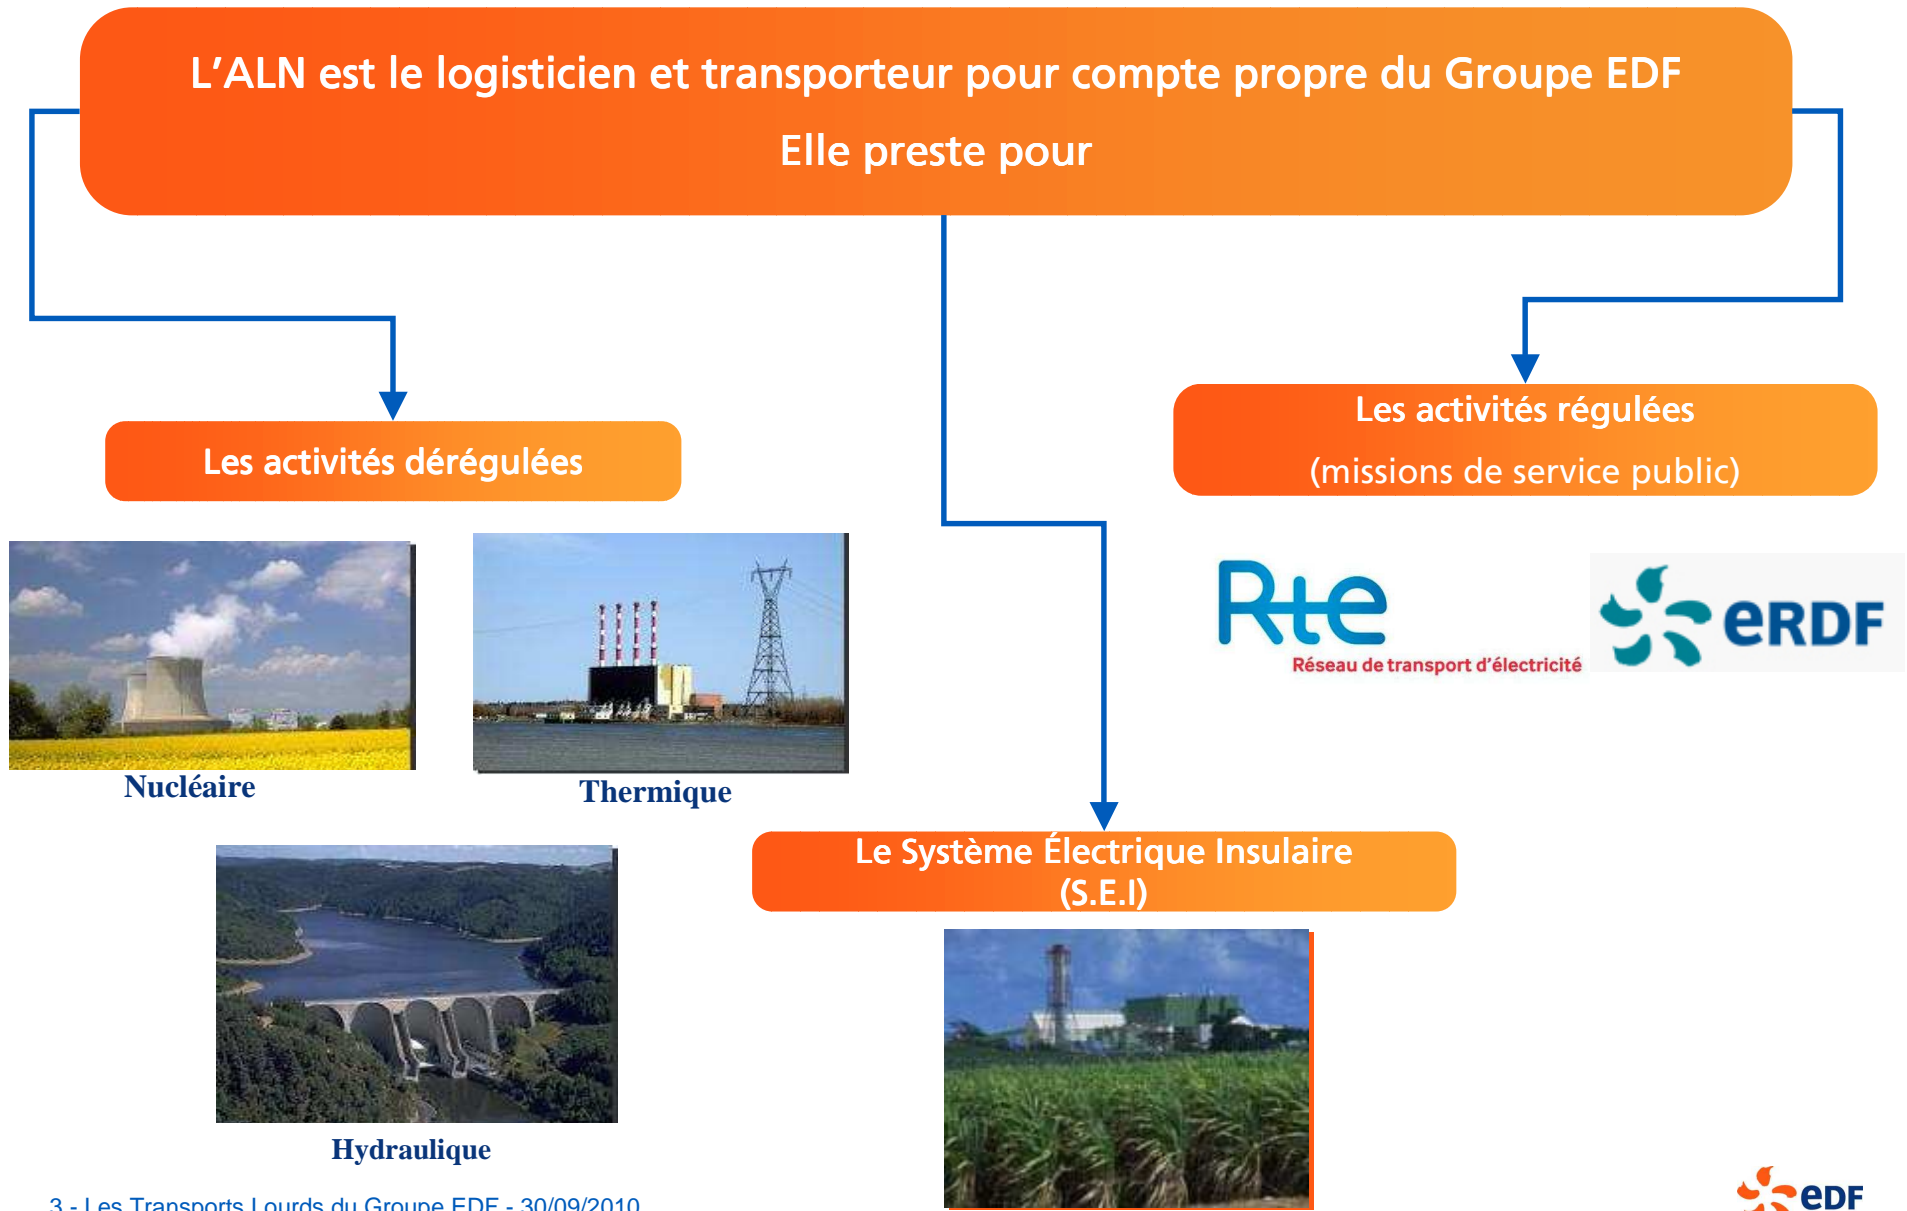 L'ALN est le logisticien et transporteur pour compte propre du Groupe EDF
Elle preste pour
Les activités dérégulées
Les activités régulées
(missions de service public)
Rte
Réseau de transport d'électricité
eRDF
Nucléaire
Thermique
Le Système Électrique Insulaire
(S.E.I)
Hydraulique
3 - Les Transports Lourds du Groupe EDF - 30/09/2010
eDF